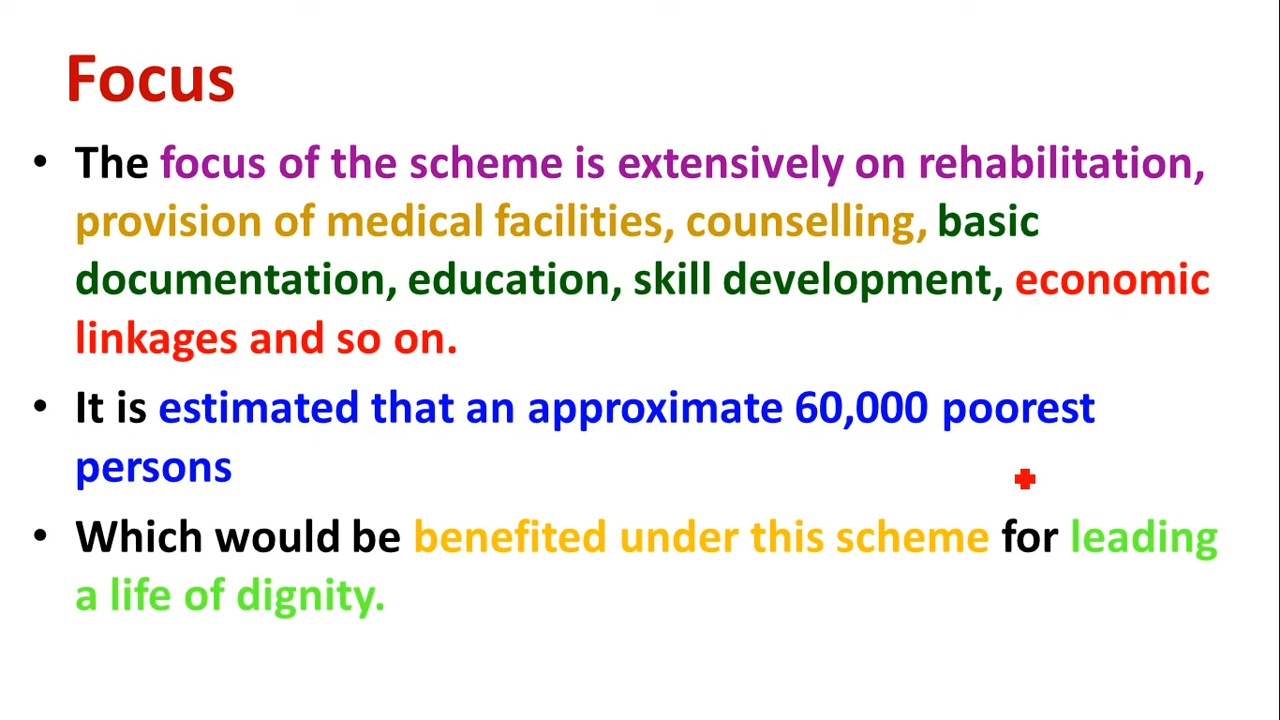 Focus
• The focus of the scheme is extensively on rehabilitation,
provision of medical facilities, counselling, basic
documentation, education, skill development, economic
linkages and so on.
• It is estimated that an approximate 60,000 poorest
persons
• Which would be benefited under this scheme for leading
a life of dignity.